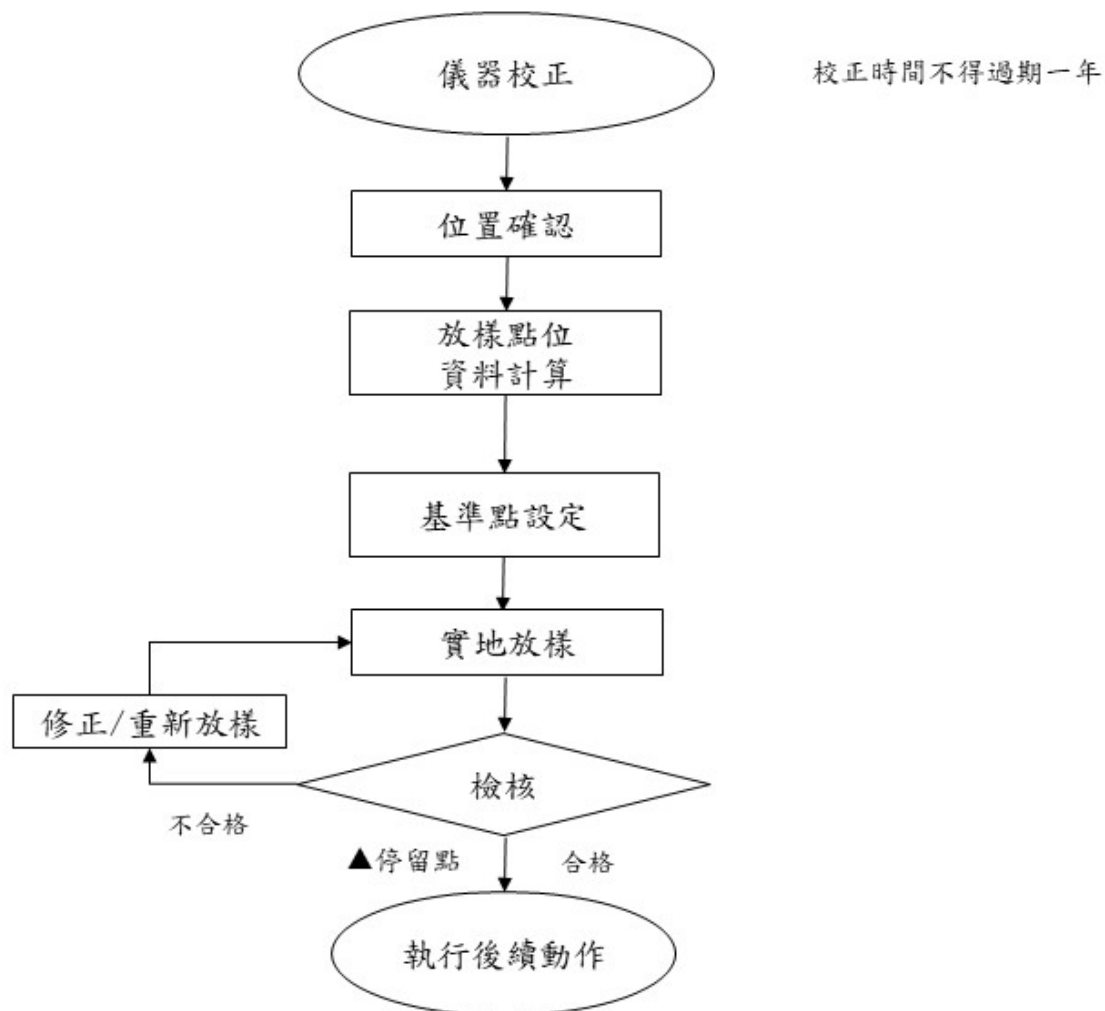 儀器校正
校正時間不得過期一年
位置確認
放樣點位
資料計算
基準點設定
實地放樣
修正/重新放樣
檢核
不合格
▲停留點
合格
執行後續動作